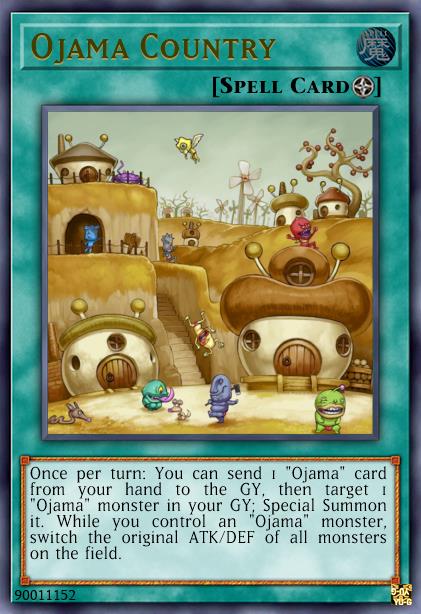 Ojama Country
[Spell Card]
Once per turn: You can send 1 "Ojama" card
from your hand to the GY, then target 1
"Ojama" monster in your GY; Special Summon
it. While you control an "Ojama" monster,
switch the original ATK/DEF of all monsters
on the field.
90011152